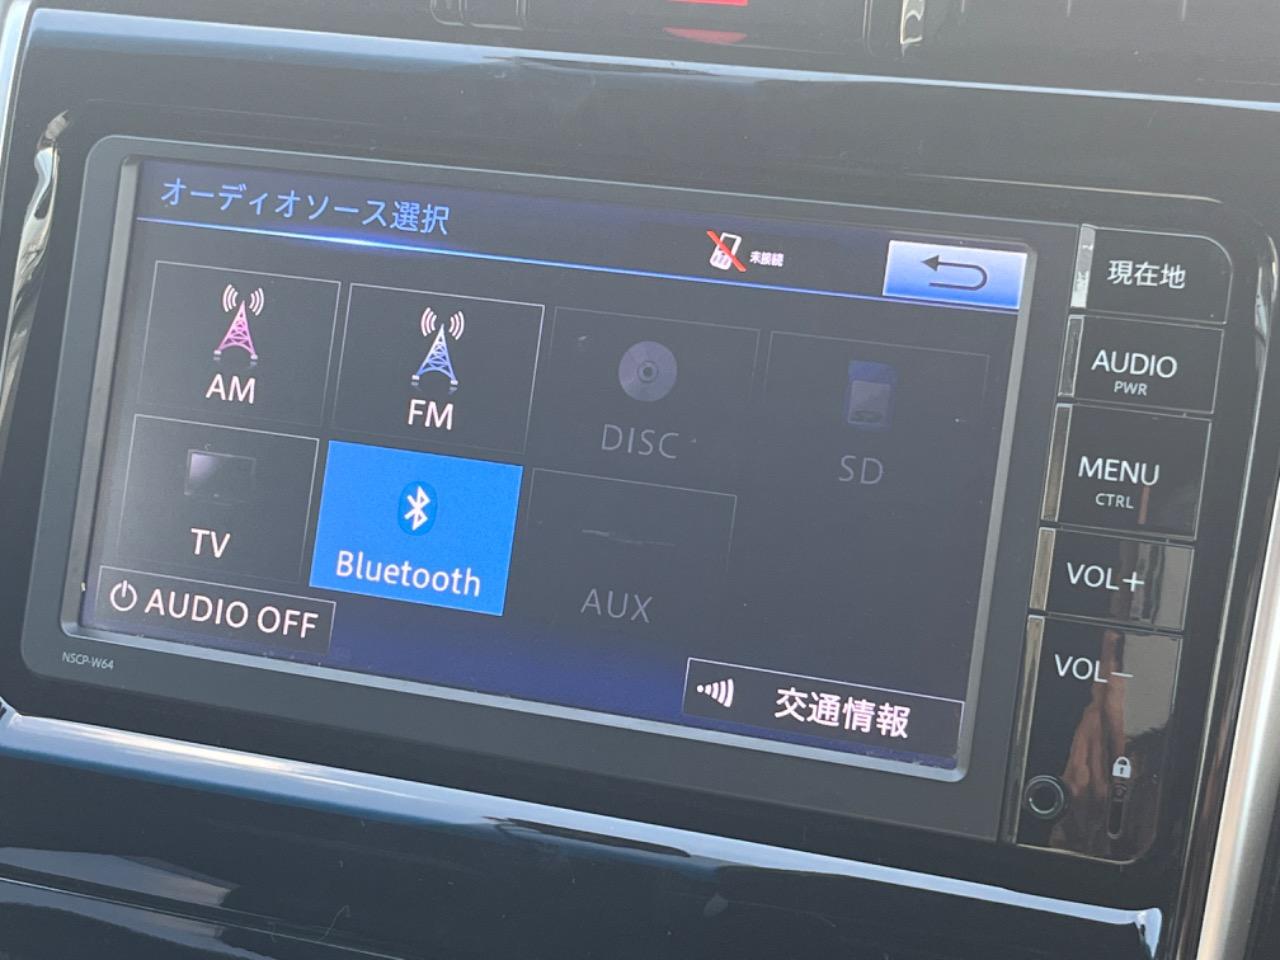 オーディオソース選択
未接続
AM
FM
DISC
SD
TV
Bluetooth
AUX
AUDIO OFF
交通情報
NSCP-W64
現在地
AUDIO
PWR
MENU
CTRL
VOL+
VOL−